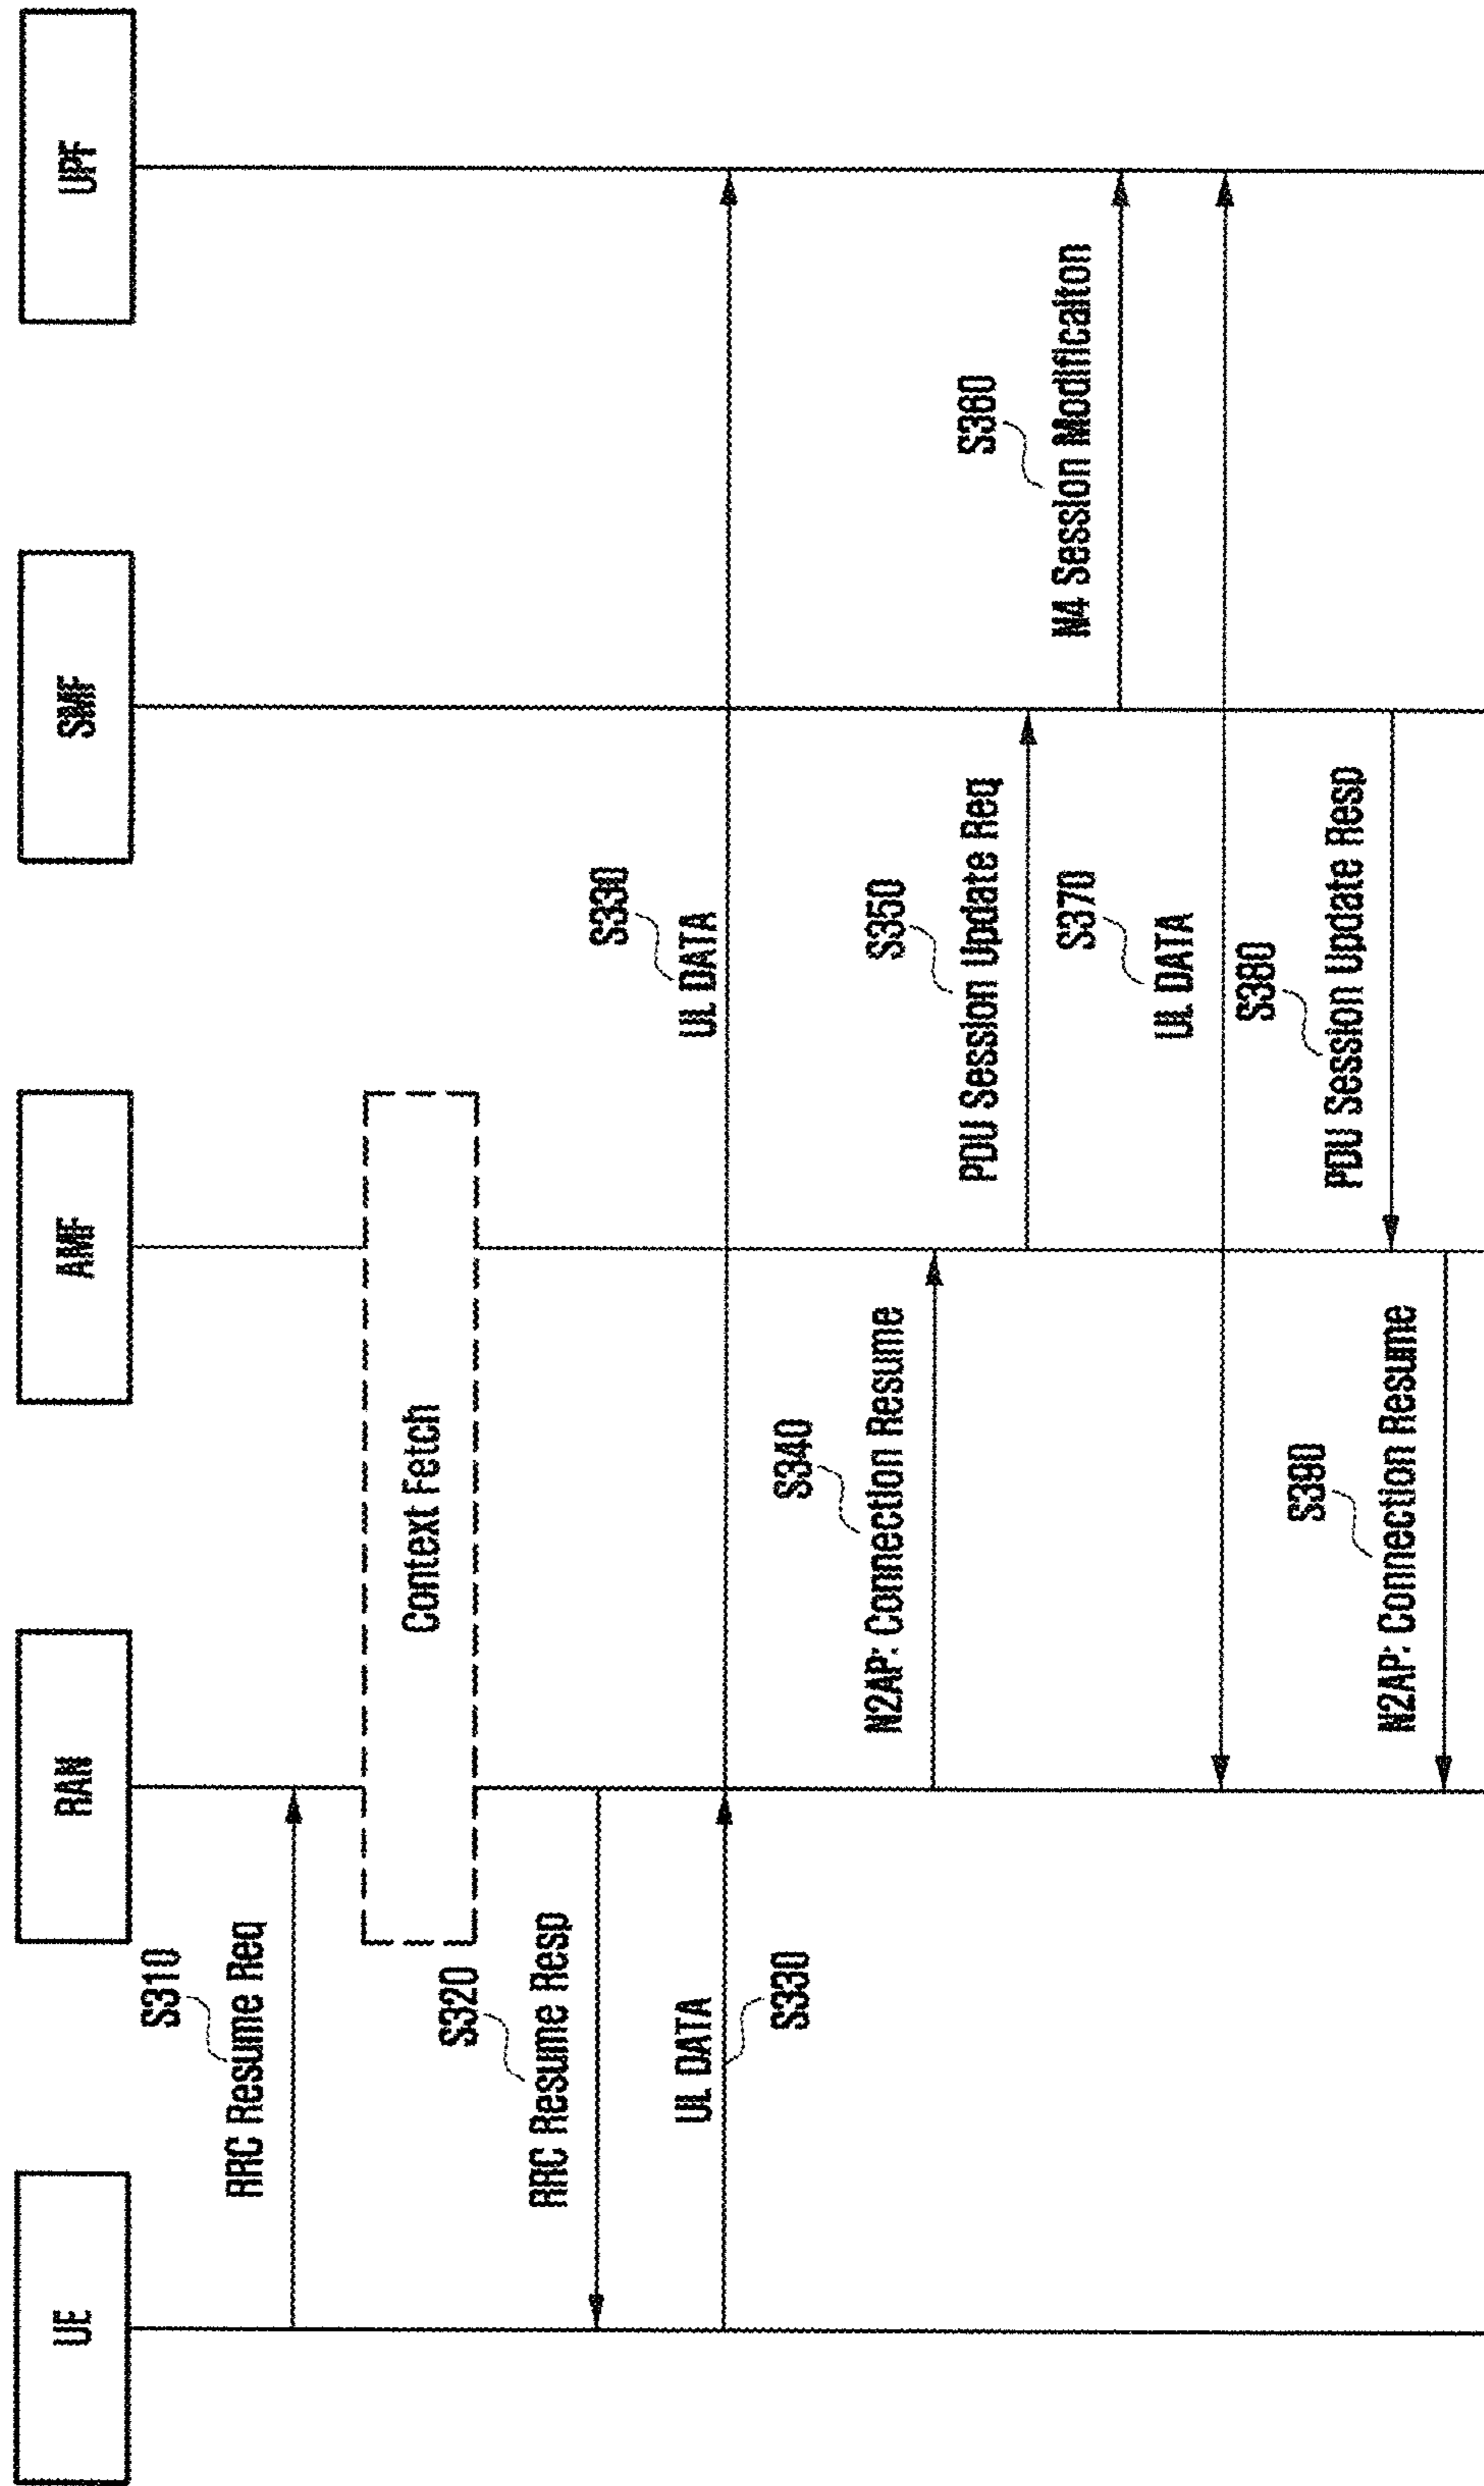 UE
RAN
AMF
SMF
UPF
S310
RRC Resume Req
Context Fetch
S320
RRC Resume Resp
S330
UL DATA
UL DATA
S330
S340
N2AP: Connection Resume
S350
PDU Session Update Req
S360
N4 Session Modificaiton
S370
UL DATA
S380
PDU Session Update Resp
S390
N2AP: Connection Resume